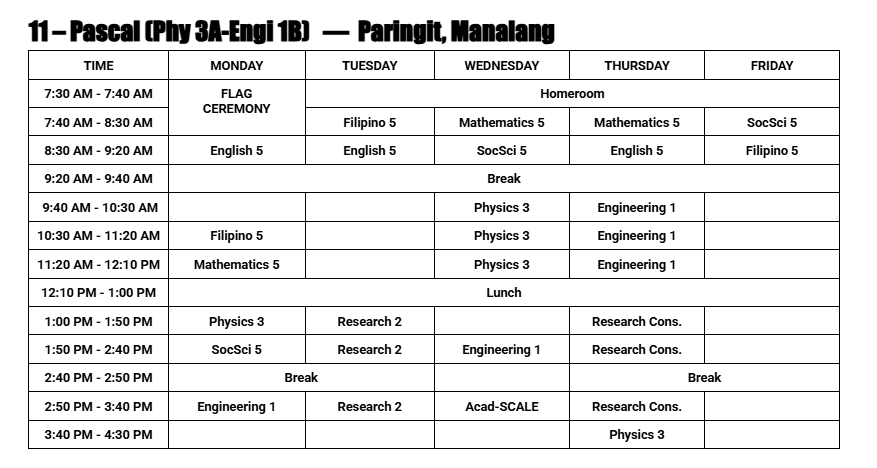 11 – Pascal (Phy 3A-Engi 1B) — Paringit, Manalang
TIME MONDAY TUESDAY WEDNESDAY THURSDAY FRIDAY
7:30 AM - 7:40 AM FLAG CEREMONY Homeroom
7:40 AM - 8:30 AM Filipino 5 Mathematics 5 Mathematics 5 SocSci 5
8:30 AM - 9:20 AM English 5 English 5 SocSci 5 English 5 Filipino 5
9:20 AM - 9:40 AM Break
9:40 AM - 10:30 AM Physics 3 Engineering 1
10:30 AM - 11:20 AM Filipino 5 Physics 3 Engineering 1
11:20 AM - 12:10 PM Mathematics 5 Physics 3 Engineering 1
12:10 PM - 1:00 PM Lunch
1:00 PM - 1:50 PM Physics 3 Research 2 Research Cons.
1:50 PM - 2:40 PM SocSci 5 Research 2 Engineering 1 Research Cons.
2:40 PM - 2:50 PM Break Break
2:50 PM - 3:40 PM Engineering 1 Research 2 Acad-SCALE Research Cons.
3:40 PM - 4:30 PM Physics 3